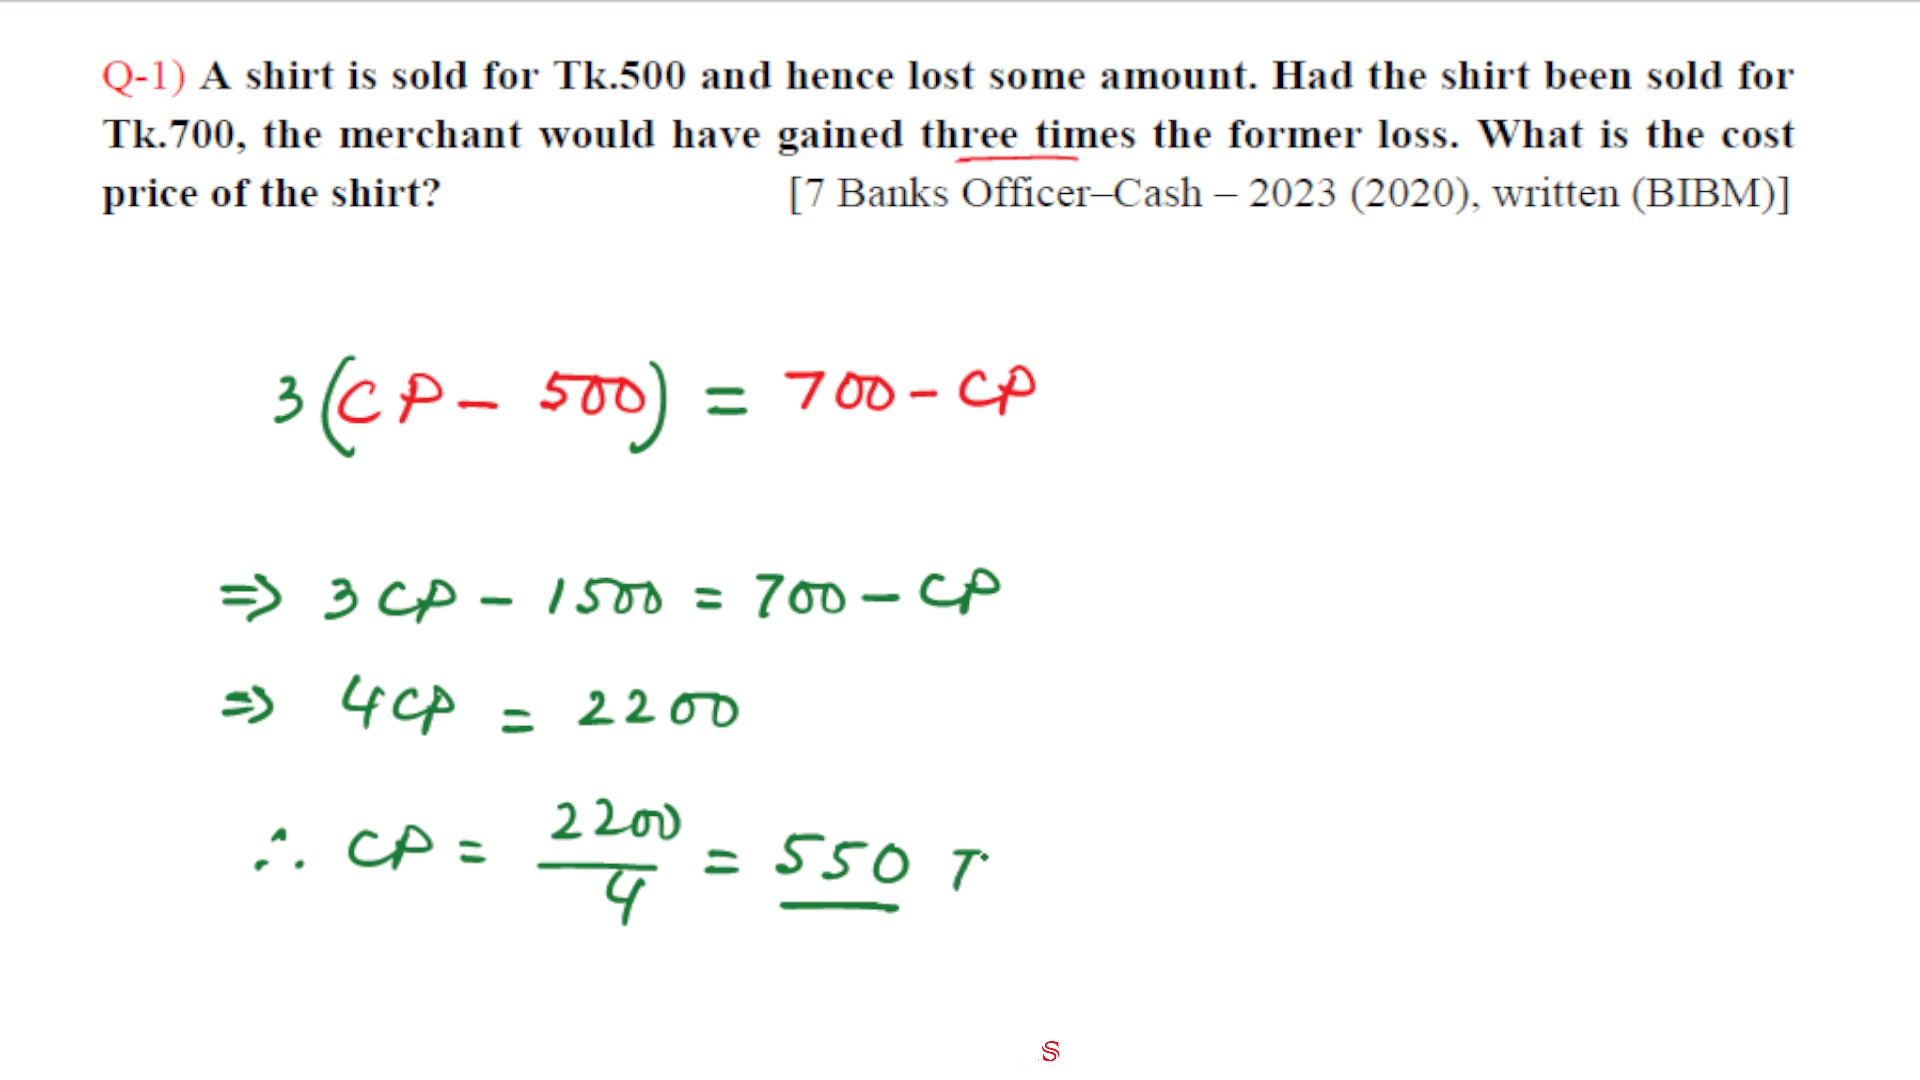 Q-1) A shirt is sold for Tk.500 and hence lost some amount. Had the shirt been sold for
Tk.700, the merchant would have gained three times the former loss. What is the cost
price of the shirt? [7 Banks Officer–Cash – 2023 (2020), written (BIBM)]
3(CP - 500) = 700 - CP
⇒ 3CP - 1500 = 700 - CP
⇒ 4CP = 2200
∴ CP = 2200/4 = 550 T
S